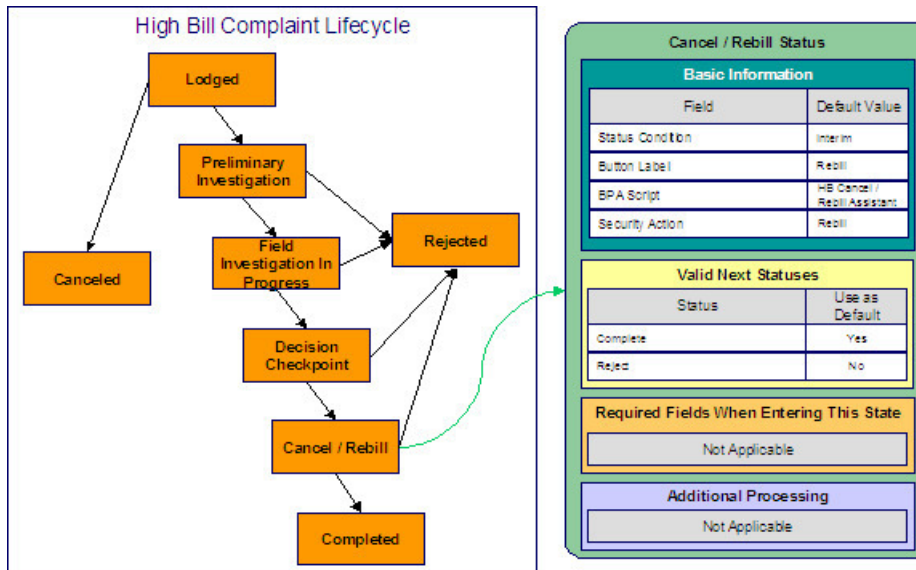 High Bill Complaint Lifecycle
Lodged
Preliminary
Investigation
Canceled
Field
Investigation In
Progress
Rejected
Decision
Checkpoint
Cancel / Rebill
Completed
Cancel / Rebill Status
Basic Information
Field Default Value
Status Condition Interim
Button Label Rebill
BPA Script HB Cancel /
Rebill Assistant
Security Action Rebill
Valid Next Statuses
Status Use as
Default
Complete Yes
Reject No
Required Fields When Entering This State
Not Applicable
Additional Processing
Not Applicable